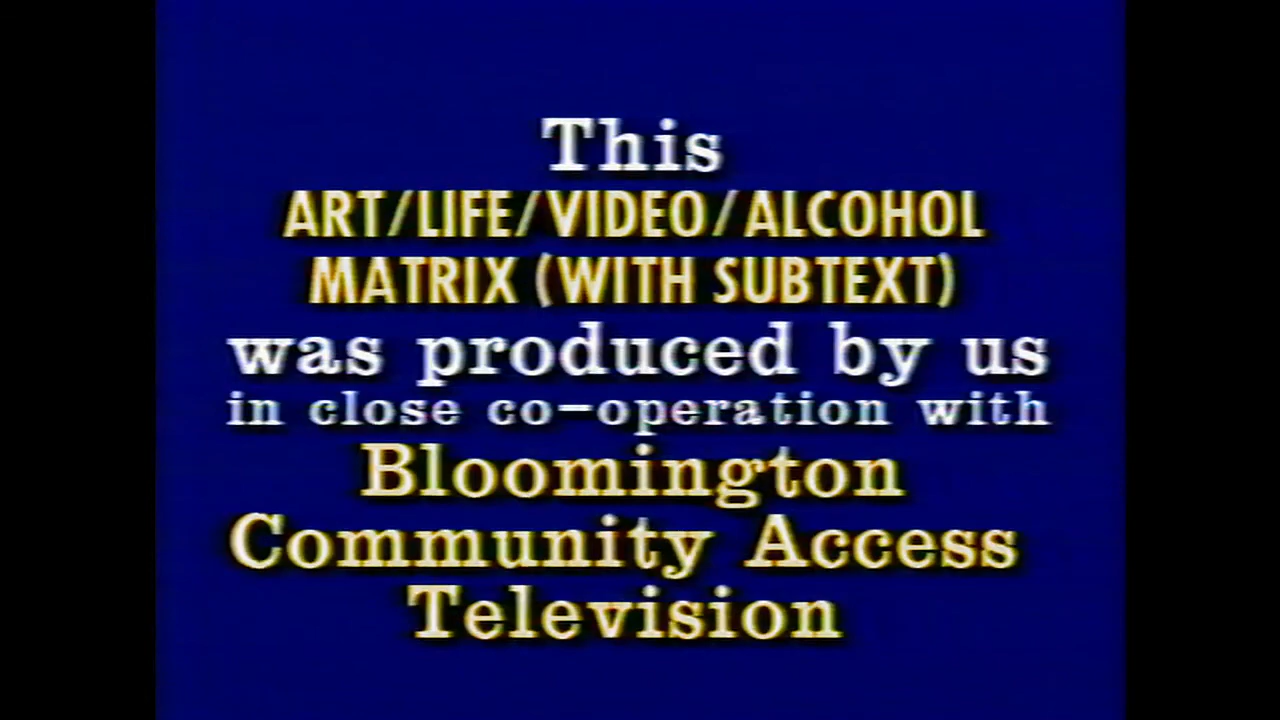 This
ART/LIFE/VIDEO/ALCOHOL
MATRIX (WITH SUBTEXT)
was produced by us
in close co-operation with
Bloomington
Community Access
Television